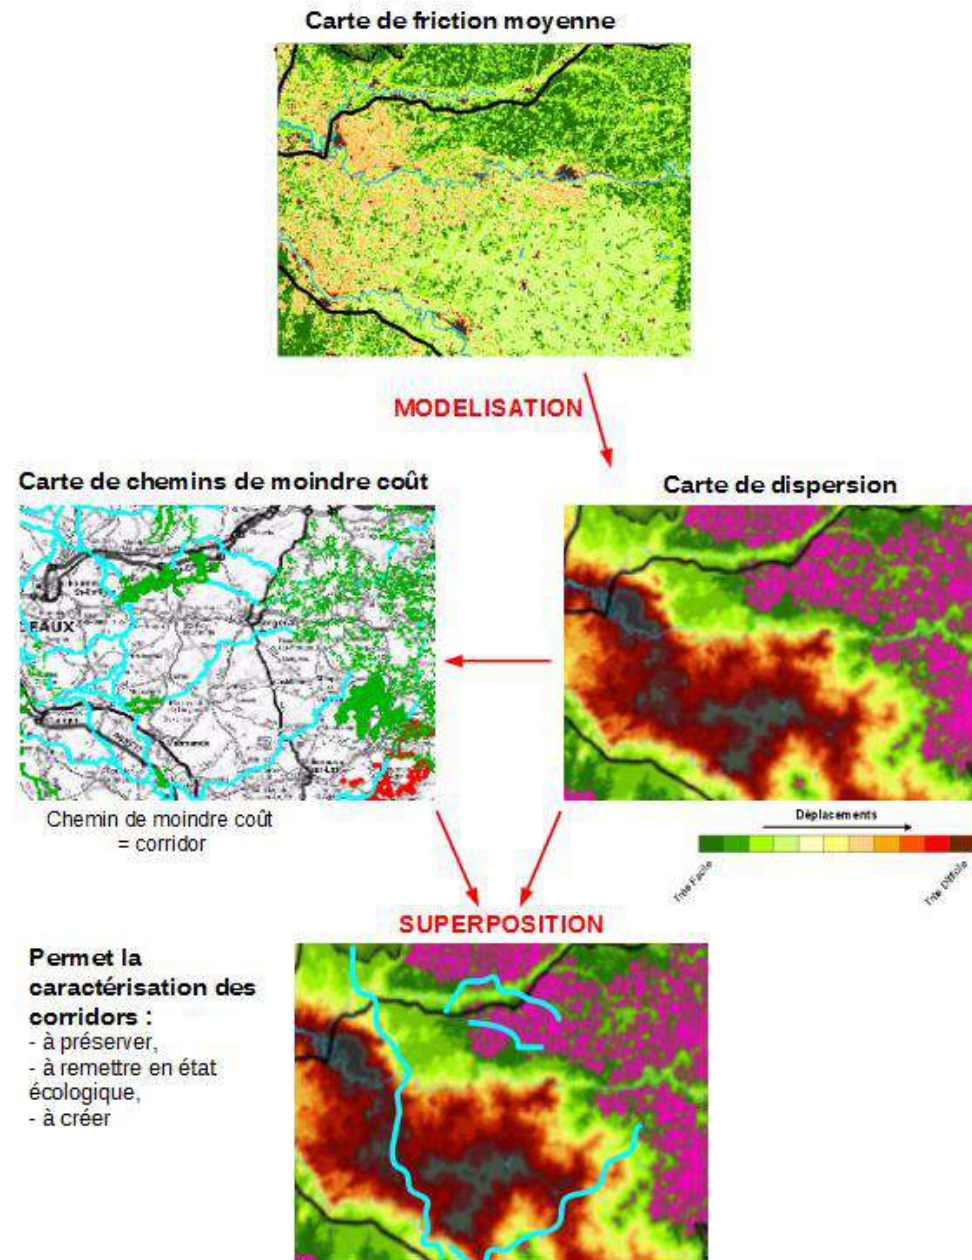 Carte de friction moyenne
MODELISATION
Carte de chemins de moindre coût
Carte de dispersion
EAUX
Chemin de moindre coût
= corridor
Déplacements
Très Facile
Très Difficile
SUPERPOSITION
Permet la
caractérisation des
corridors :
- à préserver,
- à remettre en état
écologique,
- à créer